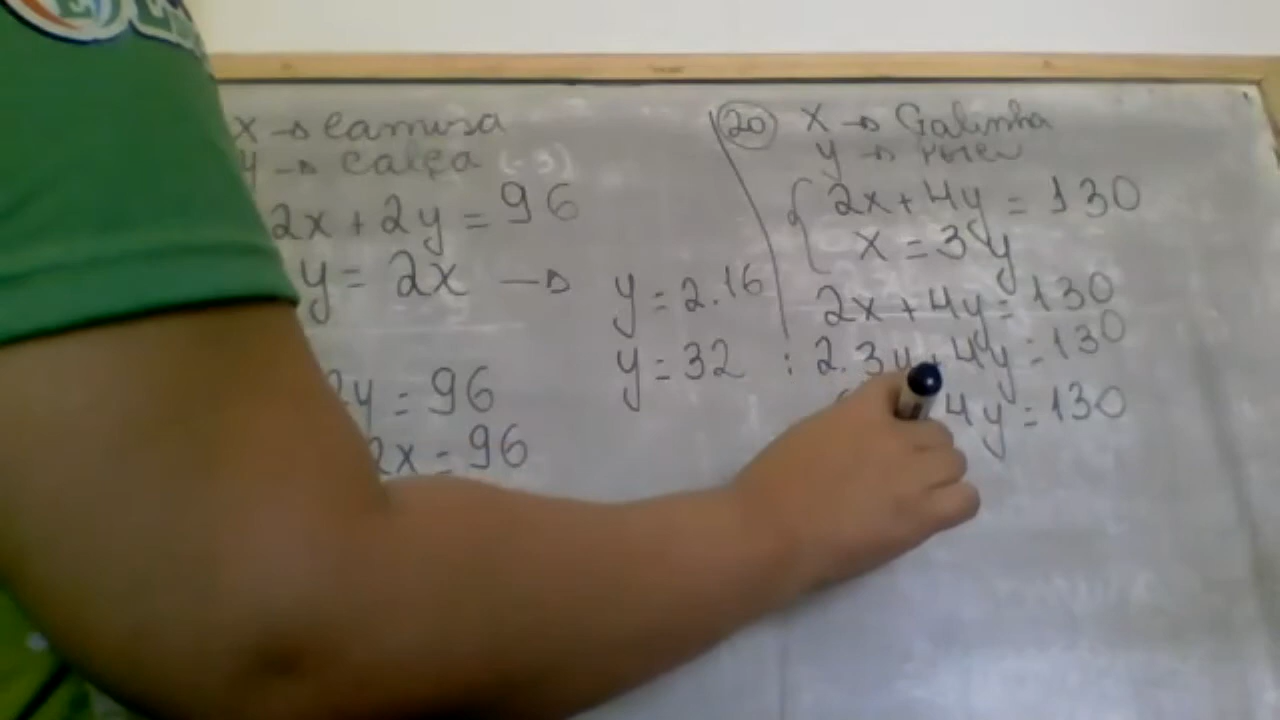 x → camisa
y → calça (-3)
2x + 2y = 96
y = 2x → y = 2.16
y = 32
2y = 96
2x = 96
20 x → Galinha
y →
2x + 4y = 130
x = 3y
2x + 4y = 130
2.3y + 4y = 130
4y = 130